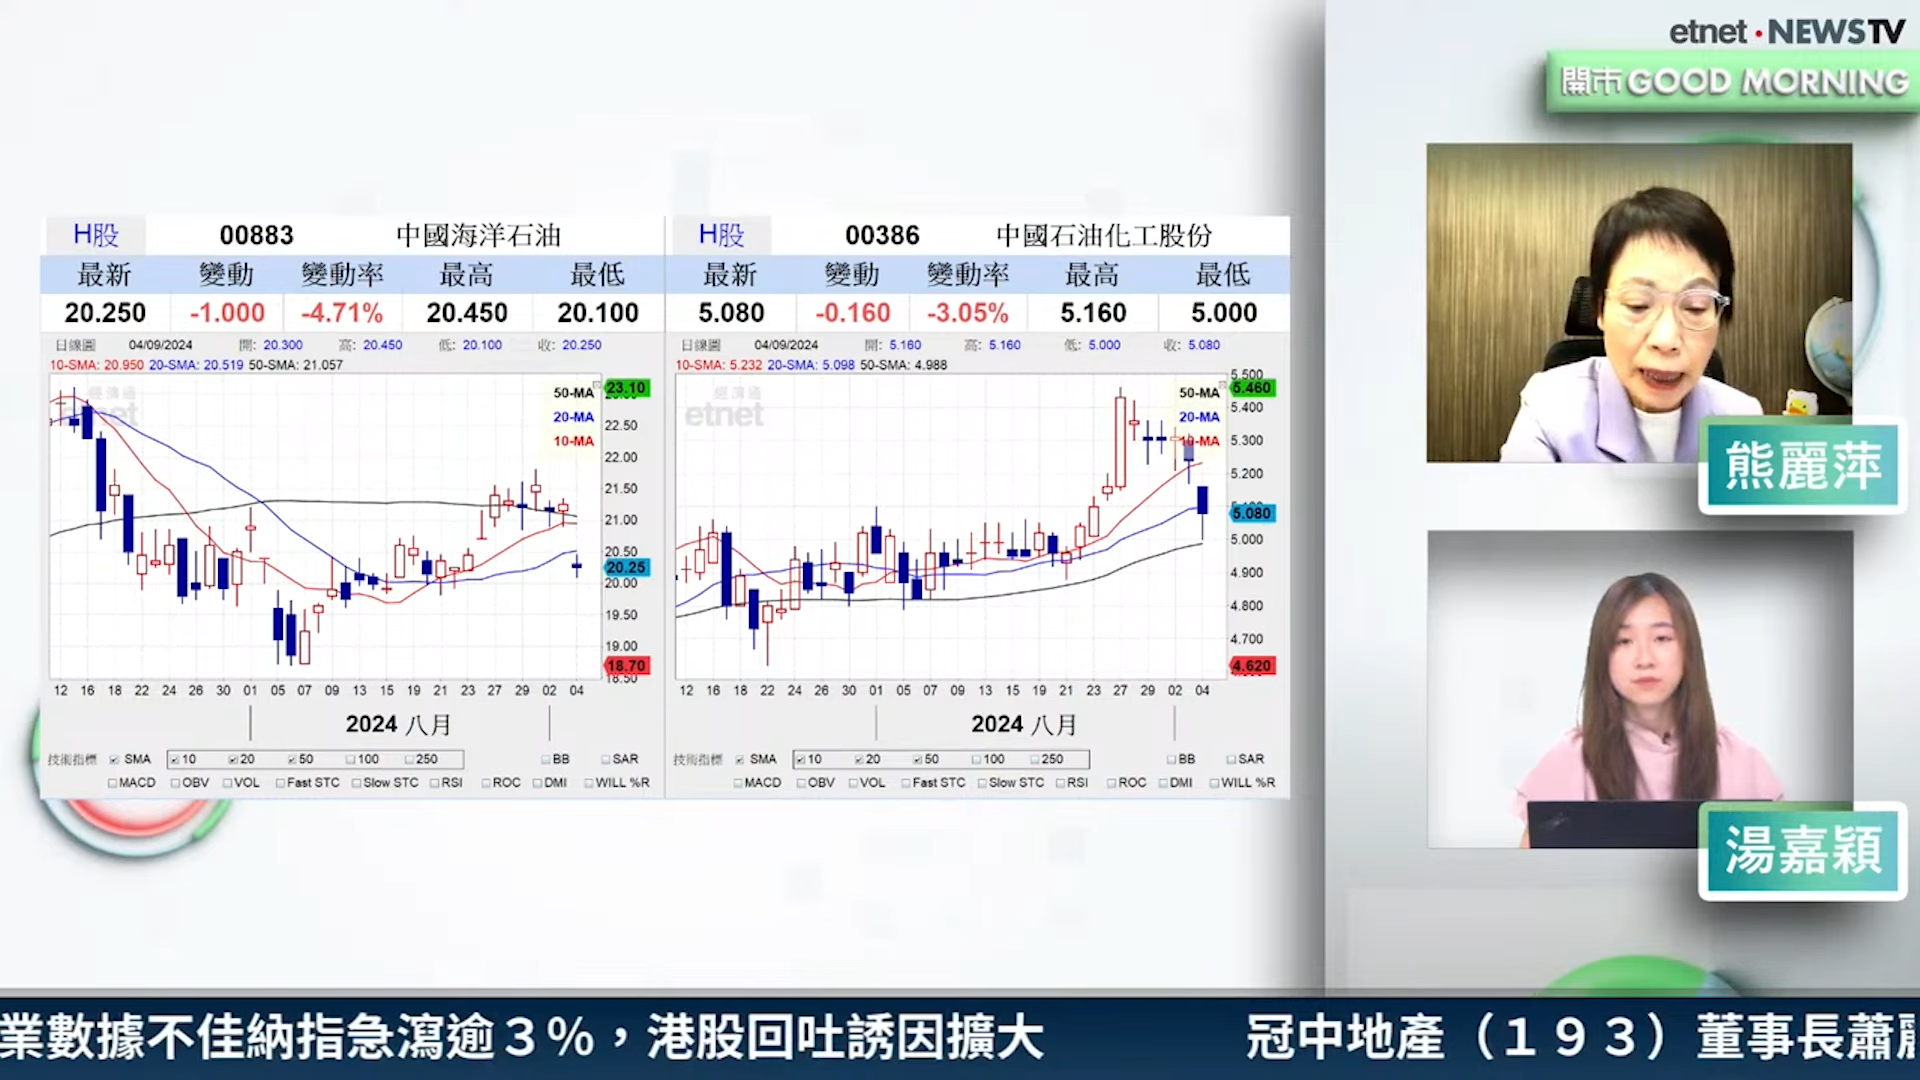 etnet NEWSTV
開市 GOOD MORNING
H股 00883 中國海洋石油
最新 變動 變動率 最高 最低
20.250 -1.000 -4.71% 20.450 20.100
日線圖 04/09/2024 開: 20.300 高: 20.450 低: 20.100 收: 20.250
10-SMA: 20.950 20-SMA: 20.519 50-SMA: 21.057
經濟通
etnet
50-MA
20-MA
10-MA
23.10
22.50
22.00
21.50
21.00
20.50
20.25
20.00
19.50
19.00
18.70
18.50
12 16 18 22 24 26 30 01 05 07 09 13 15 19 21 23 27 29 02 04
2024 八月
技術指標 SMA 10 20 50 100 250 BB SAR
MACD OBV VOL Fast STC Slow STC RSI ROC DMI WILL %R
H股 00386 中國石油化工股份
最新 變動 變動率 最高 最低
5.080 -0.160 -3.05% 5.160 5.000
日線圖 04/09/2024 開: 5.160 高: 5.160 低: 5.000 收: 5.080
10-SMA: 5.232 20-SMA: 5.098 50-SMA: 4.988
經濟通
etnet
50-MA
20-MA
10-MA
5.500
5.460
5.400
5.300
5.200
5.080
5.000
4.900
4.800
4.700
4.620
12 16 18 22 24 26 30 01 05 07 09 13 15 19 21 23 27 29 02 04
2024 八月
技術指標 SMA 10 20 50 100 250 BB SAR
MACD OBV VOL Fast STC Slow STC RSI ROC DMI WILL %R
熊麗萍
湯嘉穎
業數據不佳納指急瀉逾３％，港股回吐誘因擴大 冠中地產（１９３）董事長蕭